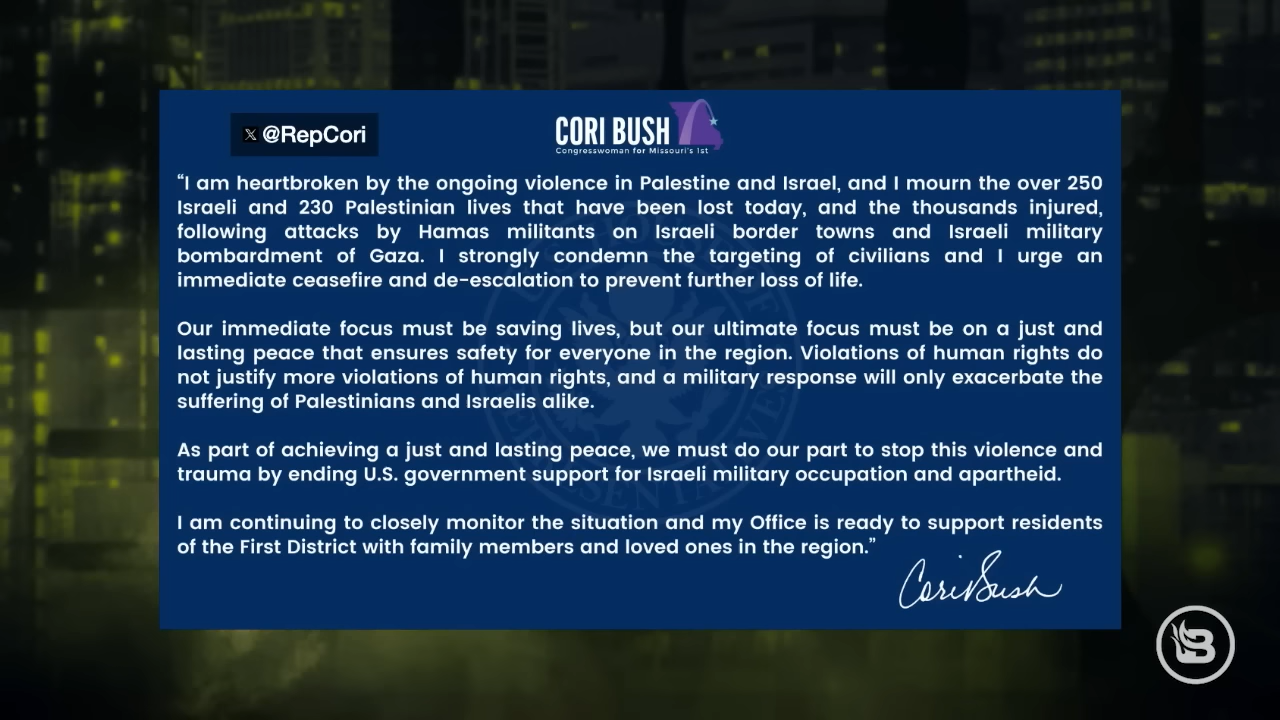 𝕏 @RepCori
CORI BUSH
Congresswoman for Missouri's 1st
“I am heartbroken by the ongoing violence in Palestine and Israel, and I mourn the over 250
Israeli and 230 Palestinian lives that have been lost today, and the thousands injured,
following attacks by Hamas militants on Israeli border towns and Israeli military
bombardment of Gaza. I strongly condemn the targeting of civilians and I urge an
immediate ceasefire and de-escalation to prevent further loss of life.
Our immediate focus must be saving lives, but our ultimate focus must be on a just and
lasting peace that ensures safety for everyone in the region. Violations of human rights do
not justify more violations of human rights, and a military response will only exacerbate the
suffering of Palestinians and Israelis alike.
As part of achieving a just and lasting peace, we must do our part to stop this violence and
trauma by ending U.S. government support for Israeli military occupation and apartheid.
I am continuing to closely monitor the situation and my Office is ready to support residents
of the First District with family members and loved ones in the region.”
Cori Bush
B